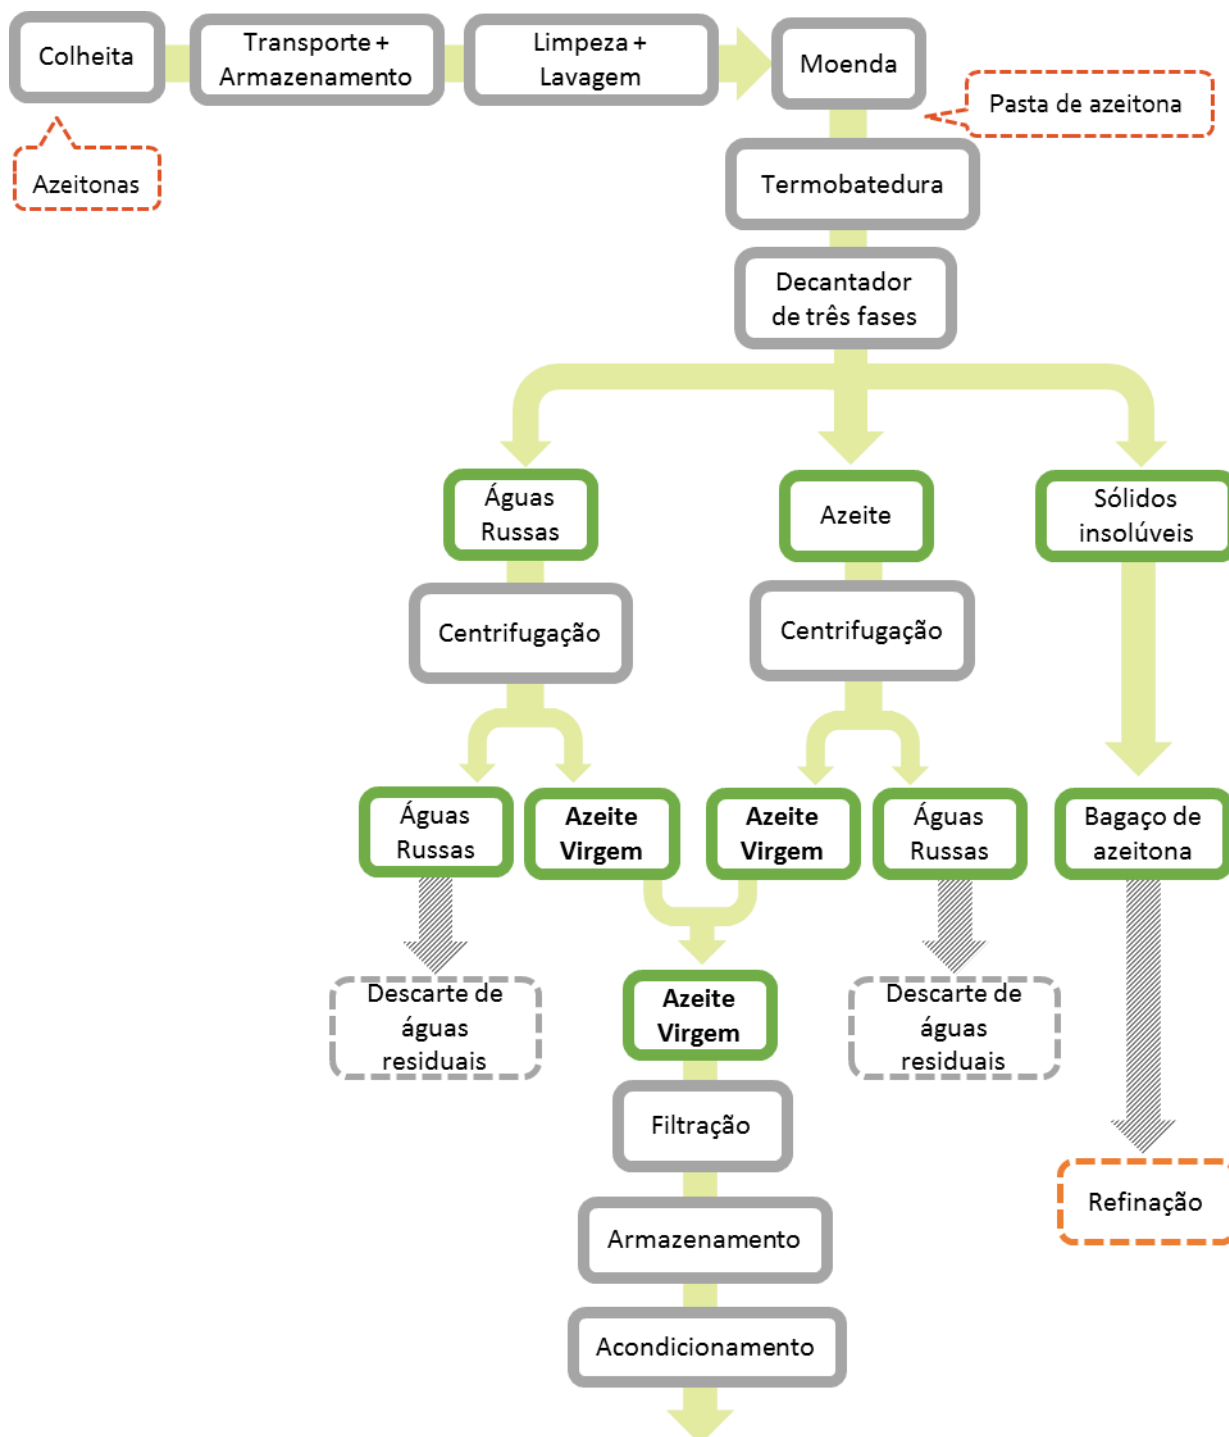 Colheita
Transporte +
Armazenamento
Limpeza +
Lavagem
Moenda
Pasta de azeitona
Azeitonas
Termobatedura
Decantador
de três fases
Águas
Russas
Azeite
Sólidos
insolúveis
Centrifugação
Centrifugação
Águas
Russas
Azeite
Virgem
Azeite
Virgem
Águas
Russas
Bagaço de
azeitona
Descarte de
águas
residuais
Azeite
Virgem
Descarte de
águas
residuais
Filtração
Refinação
Armazenamento
Acondicionamento